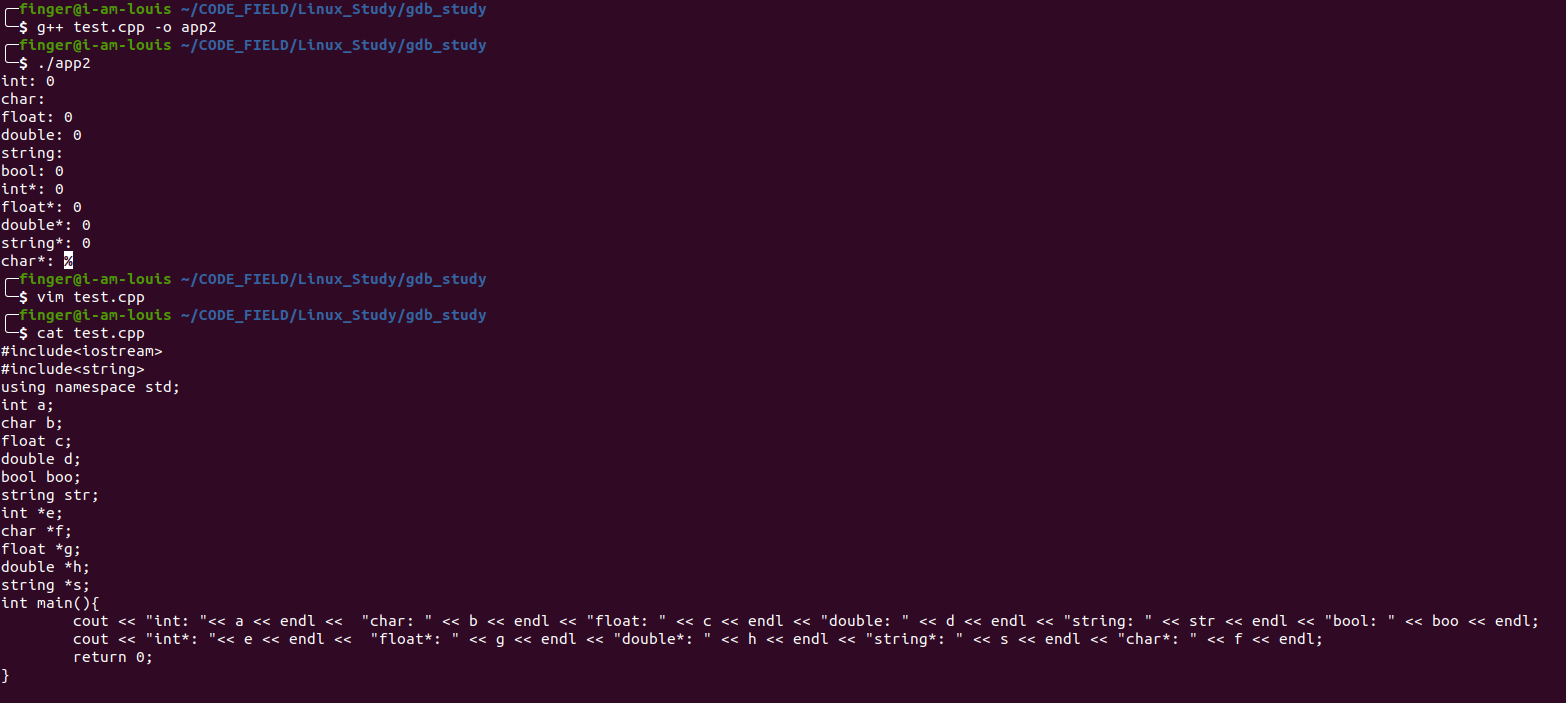 finger@i-am-louis ~/CODE_FIELD/Linux_Study/gdb_study
$ g++ test.cpp -o app2
finger@i-am-louis ~/CODE_FIELD/Linux_Study/gdb_study
$ ./app2
int: 0
char:
float: 0
double: 0
string:
bool: 0
int*: 0
float*: 0
double*: 0
string*: 0
char*: %
finger@i-am-louis ~/CODE_FIELD/Linux_Study/gdb_study
$ vim test.cpp
finger@i-am-louis ~/CODE_FIELD/Linux_Study/gdb_study
$ cat test.cpp
#include<iostream>
#include<string>
using namespace std;
int a;
char b;
float c;
double d;
bool boo;
string str;
int *e;
char *f;
float *g;
double *h;
string *s;
int main(){
        cout << "int: "<< a << endl <<  "char: " << b << endl << "float: " << c << endl << "double: " << d << endl << "string: " << str << endl << "bool: " << boo << endl;
        cout << "int*: "<< e << endl <<  "float*: " << g << endl << "double*: " << h << endl << "string*: " << s << endl << "char*: " << f << endl;
        return 0;
}